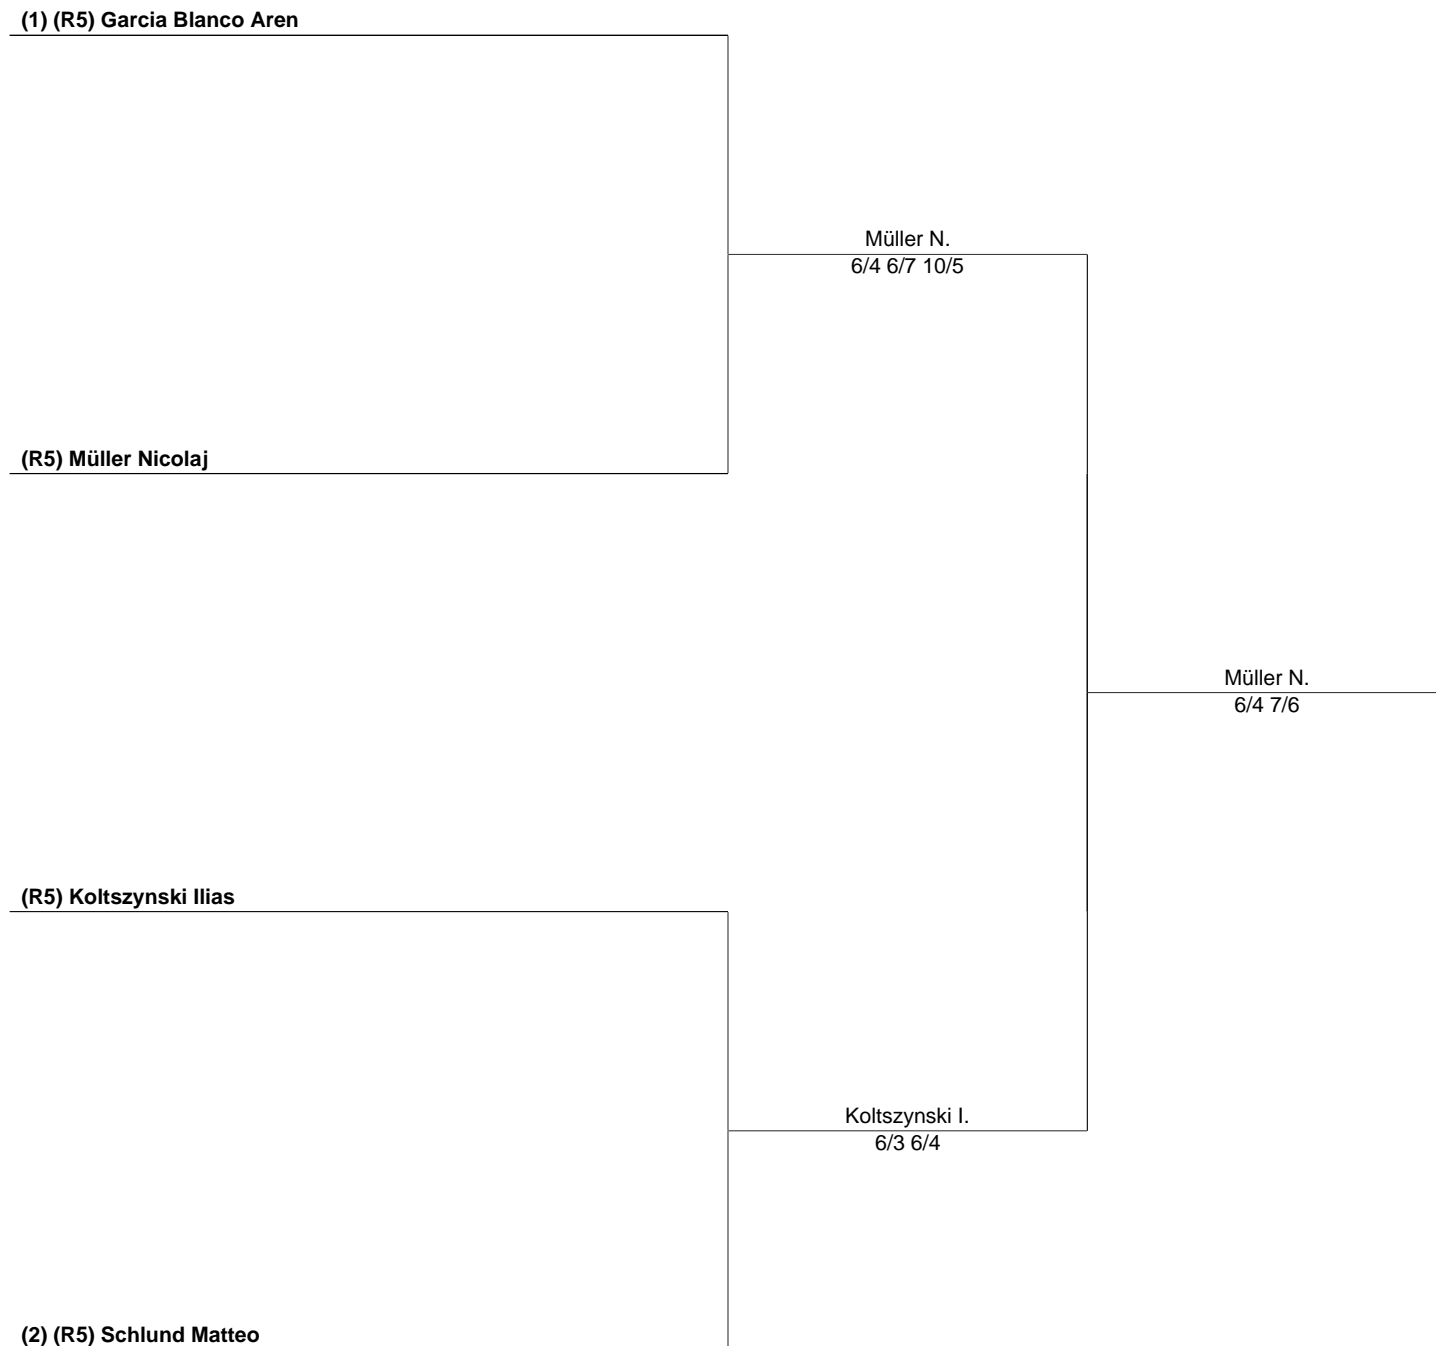 (1) (R5) Garcia Blanco Aren
Müller N.
6/4 6/7 10/5
(R5) Müller Nicolaj
Müller N.
6/4 7/6
(R5) Koltszynski Ilias
Koltszynski I.
6/3 6/4
(2) (R5) Schlund Matteo